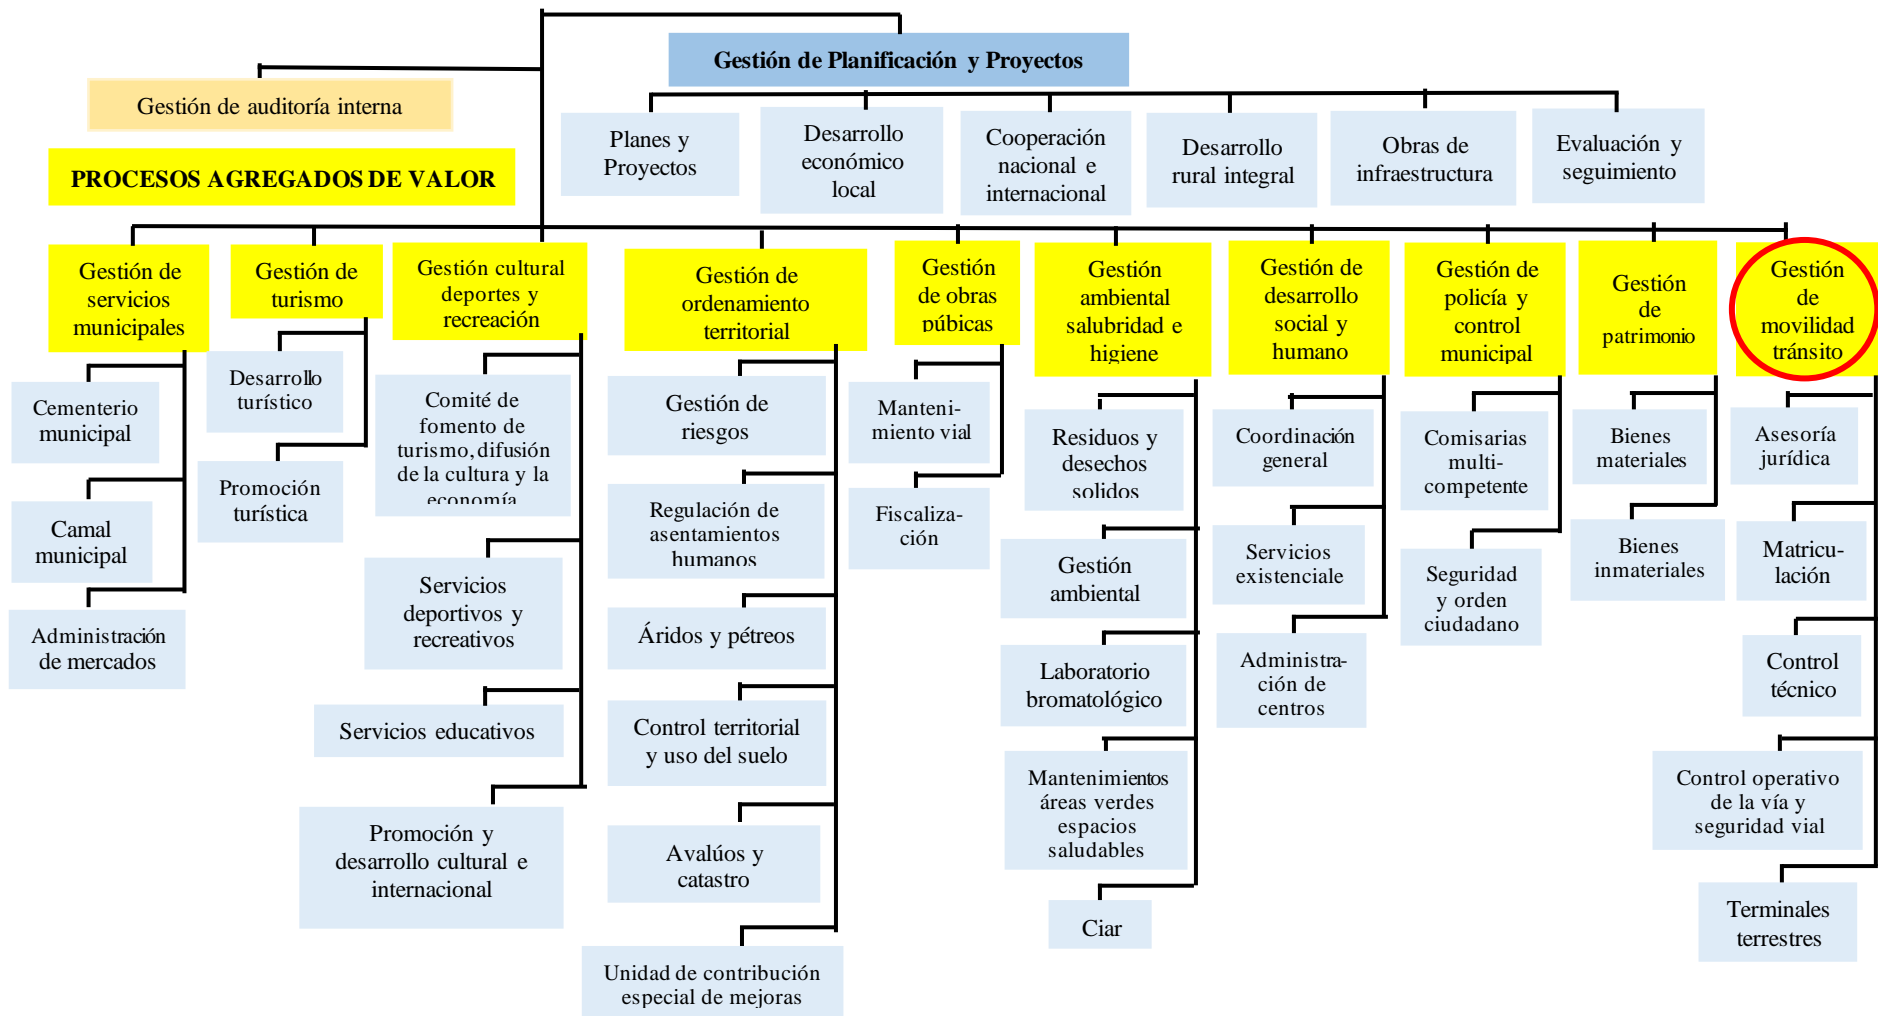 Gestión de Planificación y Proyectos
Gestión de auditoría interna
Planes y
Proyectos
Desarrollo
económico
local
Cooperación
nacional e
internacional
Desarrollo
rural integral
Obras de
infraestructura
Evaluación y
seguimiento
PROCESOS AGREGADOS DE VALOR
Gestión de
servicios
municipales
Cementerio
municipal
Camal
municipal
Administración
de mercados
Gestión de
turismo
Desarrollo
turístico
Promoción
turística
Gestión cultural
deportes y
recreación
Comité de
fomento de
turismo, difusión
de la cultura y la
economía
Servicios
deportivos y
recreativos
Servicios educativos
Promoción y
desarrollo cultural e
internacional
Gestión de
ordenamiento
territorial
Gestión de
riesgos
Regulación de
asentamientos
humanos
Áridos y pétreos
Control territorial
y uso del suelo
Avalúos y
catastro
Unidad de contribución
especial de mejoras
Gestión
de obras
púbicas
Manteni-
miento vial
Fiscaliza-
ción
Gestión
ambiental
salubridad e
higiene
Residuos y
desechos
solidos
Gestión
ambiental
Laboratorio
bromatológico
Mantenimientos
áreas verdes
espacios
saludables
Ciar
Gestión de
desarrollo
social y
humano
Coordinación
general
Servicios
existenciale
Administra-
ción de
centros
Gestión de
policía y
control
municipal
Comisarias
multi-
competente
Seguridad
y orden
ciudadano
Gestión
de
patrimonio
Bienes
materiales
Bienes
inmateriales
Gestión
de
movilidad
tránsito
Asesoría
jurídica
Matricu-
lación
Control
técnico
Control operativo
de la vía y
seguridad vial
Terminales
terrestres